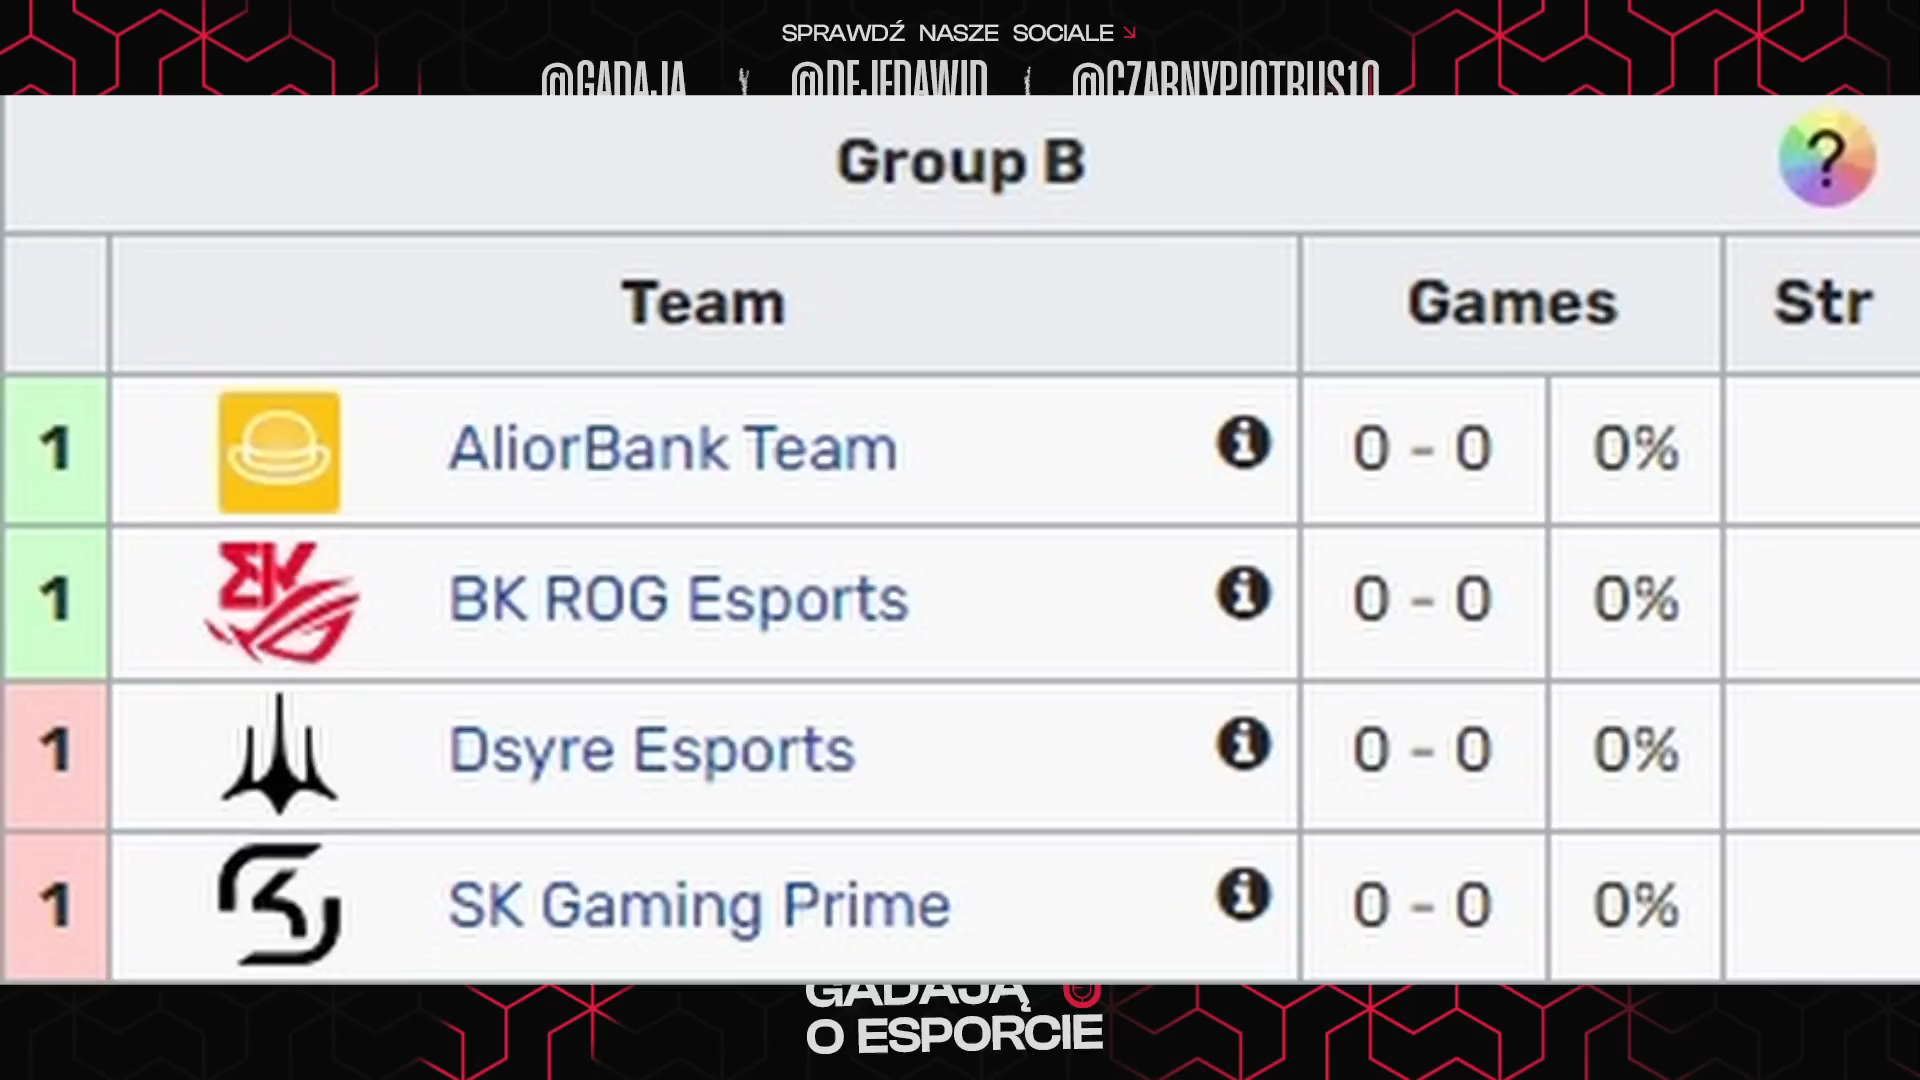 SPRAWDŹ NASZE SOCIALE
@GADAJA @DEJEDAWID @CZARNYPIOTRUS10
Group B ?
Team Games Str
1 AliorBank Team 0 - 0 0%
1 BK ROG Esports 0 - 0 0%
1 Dsyre Esports 0 - 0 0%
1 SK Gaming Prime 0 - 0 0%
GADAJĄ
O ESPORCIE